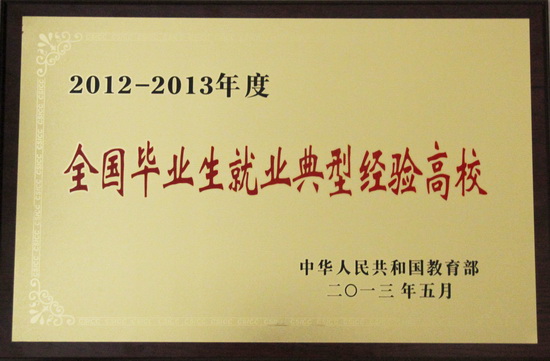 2012-2013年度
全国毕业生就业典型经验高校
中华人民共和国教育部
二〇一三年五月